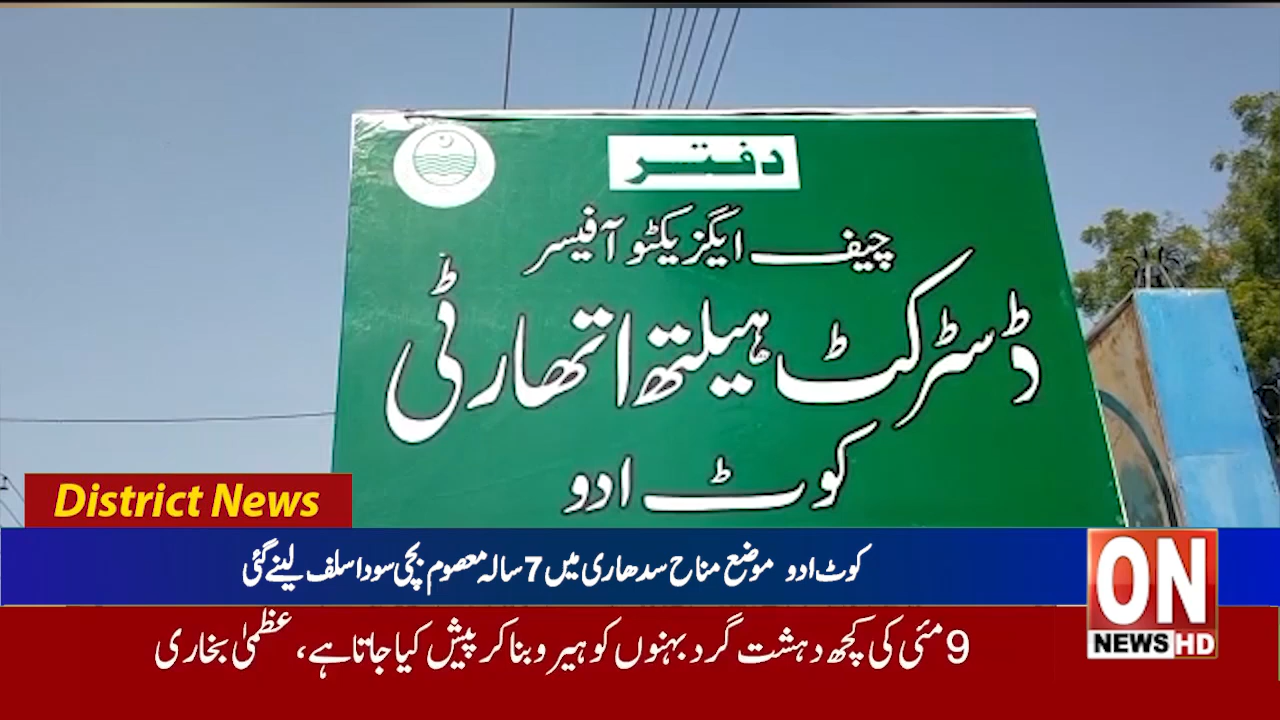 دفتر
چیف ایگزیکٹو آفیسر
ڈسٹرکٹ ہیلتھ اتھارٹی
کوٹ ادو
District News
کوٹ ادو موضع مناح سدھاری میں 7 سالہ معصوم بچی سودا سلف لینے گئی
9 مئی کی کچھ دہشت گرد بہنوں کو ہیرو بنا کر پیش کیا جاتا ہے، عظمیٰ بخاری
ON
NEWS HD